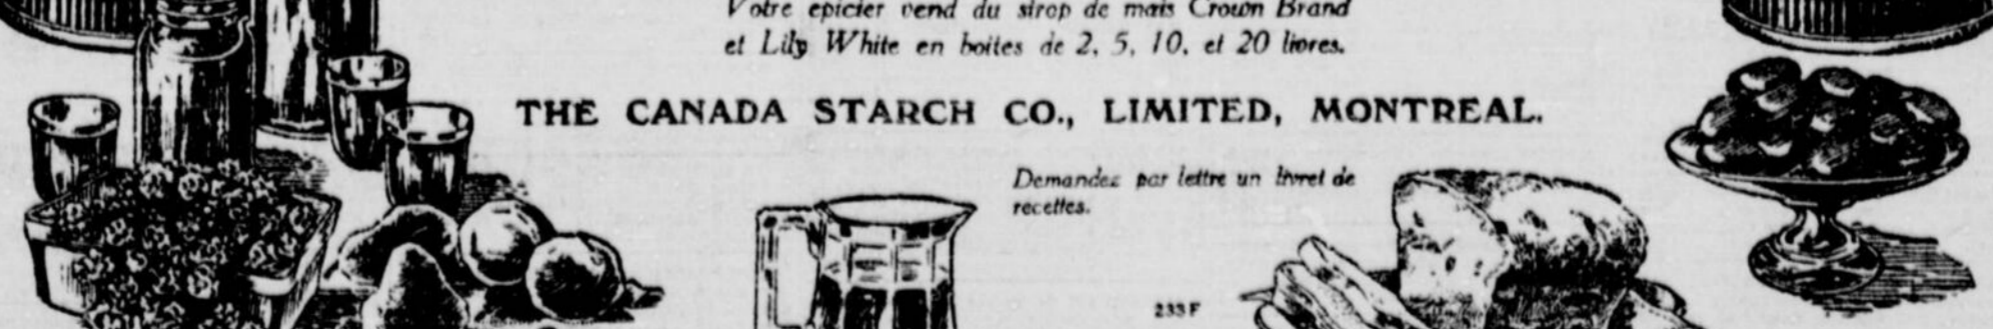 Votre epicier vend du sirop de mais Crown Brand
et Lily White en boites de 2, 5, 10, et 20 livres.
THE CANADA STARCH CO., LIMITED, MONTREAL.
Demandez par lettre un livret de
recettes.
233 F